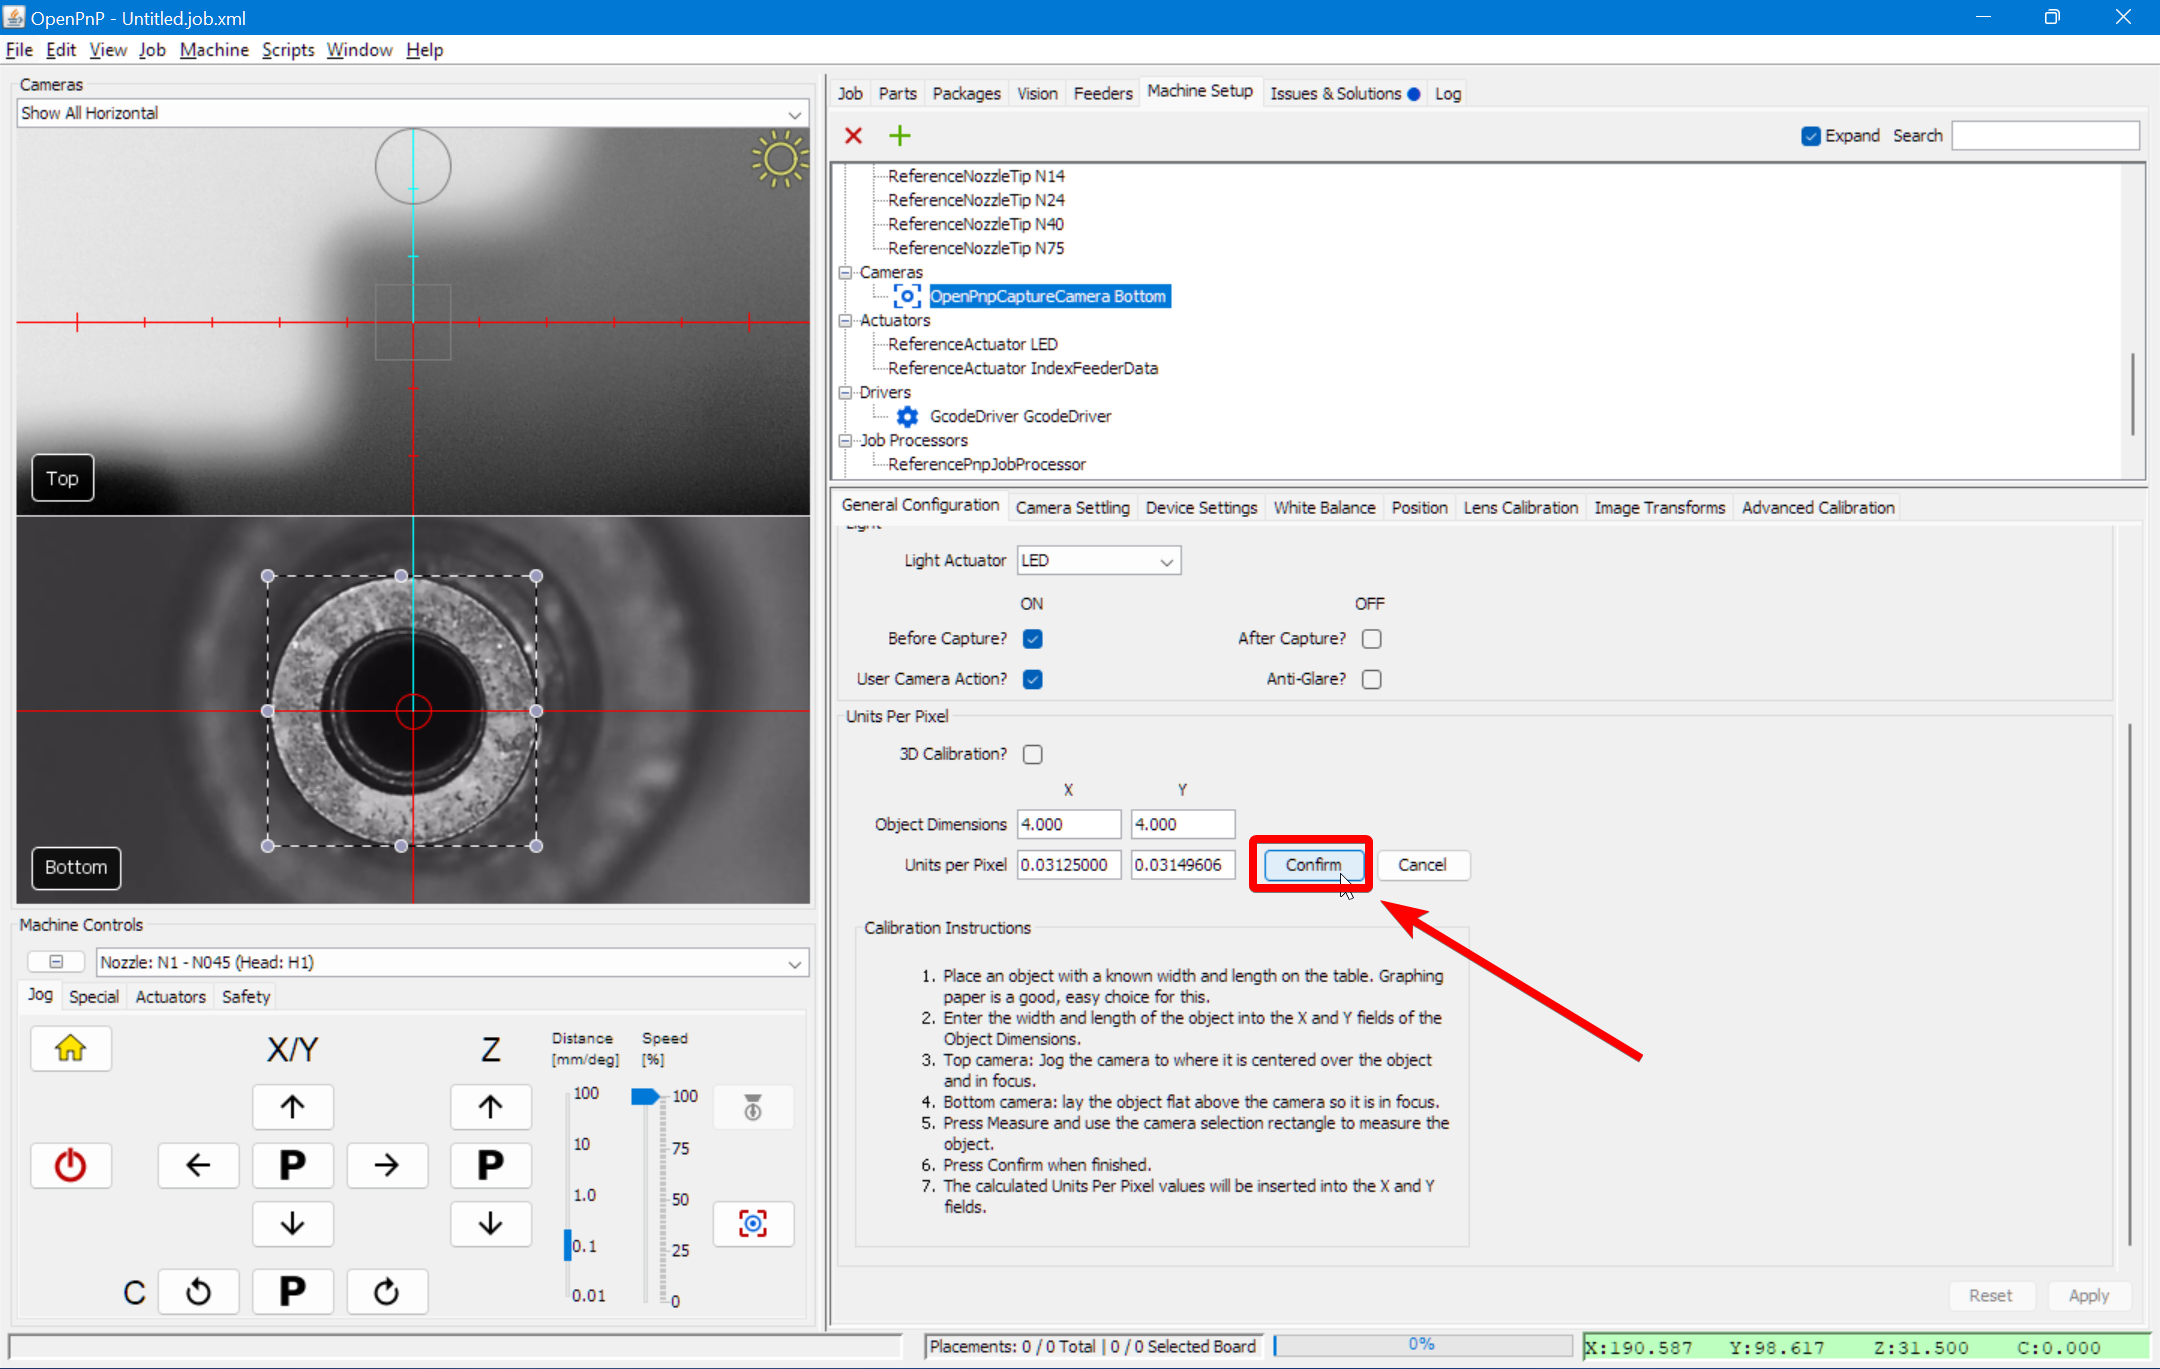 OpenPnP - Untitled.job.xml
File Edit View Job Machine Scripts Window Help
Cameras
Show All Horizontal
Top
Bottom
Machine Controls
Nozzle: N1 - N045 (Head: H1)
Jog Special Actuators Safety
X/Y Z Distance [mm/deg] Speed [%]
100 100
P P
10 75
1.0 50
0.1 25
0.01 0
C P
Job Parts Packages Vision Feeders Machine Setup Issues & Solutions Log
Expand Search
ReferenceNozzleTip N14
ReferenceNozzleTip N24
ReferenceNozzleTip N40
ReferenceNozzleTip N75
Cameras
OpenPnpCaptureCamera Bottom
Actuators
ReferenceActuator LED
ReferenceActuator IndexFeederData
Drivers
GcodeDriver GcodeDriver
Job Processors
ReferencePnpJobProcessor
General Configuration Camera Settling Device Settings White Balance Position Lens Calibration Image Transforms Advanced Calibration
Light
Light Actuator LED
ON OFF
Before Capture? After Capture?
User Camera Action? Anti-Glare?
Units Per Pixel
3D Calibration?
X Y
Object Dimensions 4.000 4.000
Units per Pixel 0.03125000 0.03149606 Confirm Cancel
Calibration Instructions
1. Place an object with a known width and length on the table. Graphing
paper is a good, easy choice for this.
2. Enter the width and length of the object into the X and Y fields of the
Object Dimensions.
3. Top camera: Jog the camera to where it is centered over the object
and in focus.
4. Bottom camera: lay the object flat above the camera so it is in focus.
5. Press Measure and use the camera selection rectangle to measure the
object.
6. Press Confirm when finished.
7. The calculated Units Per Pixel values will be inserted into the X and Y
fields.
Reset Apply
Placements: 0 / 0 Total | 0 / 0 Selected Board 0% X:190.587 Y:98.617 Z:31.500 C:0.000